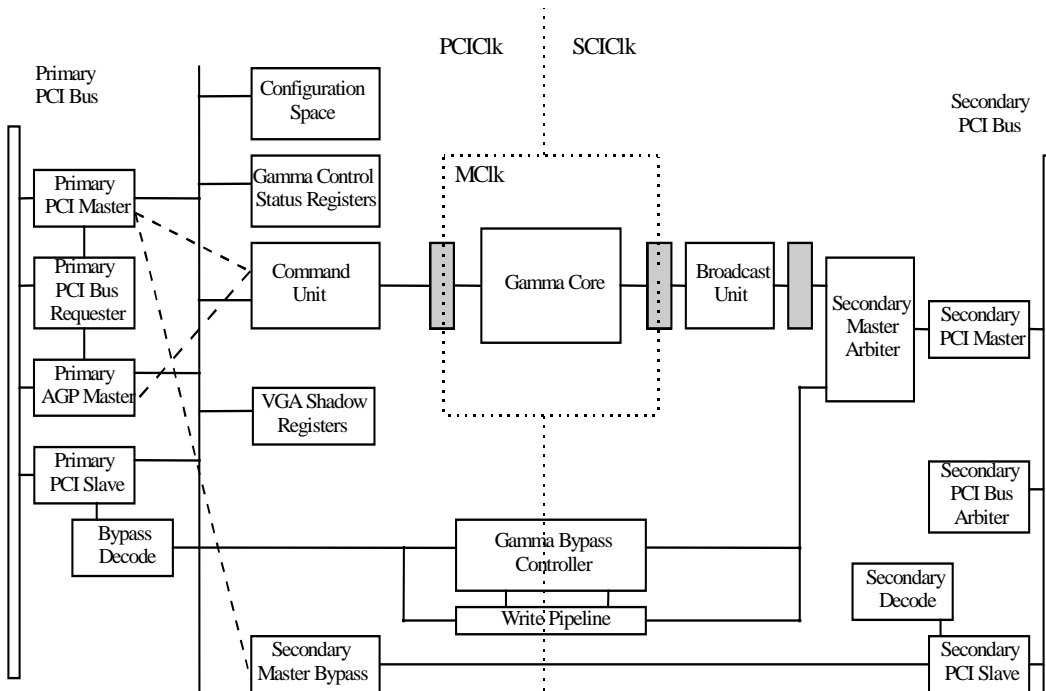 PCIClk
SCIClk
Primary
PCI Bus
Configuration
Space
Secondary
PCI Bus
Primary
PCI Master
Gamma Control
Status Registers
MClk
Primary
PCI Bus
Requester
Command
Unit
Gamma Core
Broadcast
Unit
Secondary
Master
Arbiter
Secondary
PCI Master
Primary
AGP Master
VGA Shadow
Registers
Primary
PCI Slave
Secondary
PCI Bus
Arbiter
Bypass
Decode
Gamma Bypass
Controller
Secondary
Decode
Write Pipeline
Secondary
Master Bypass
Secondary
PCI Slave